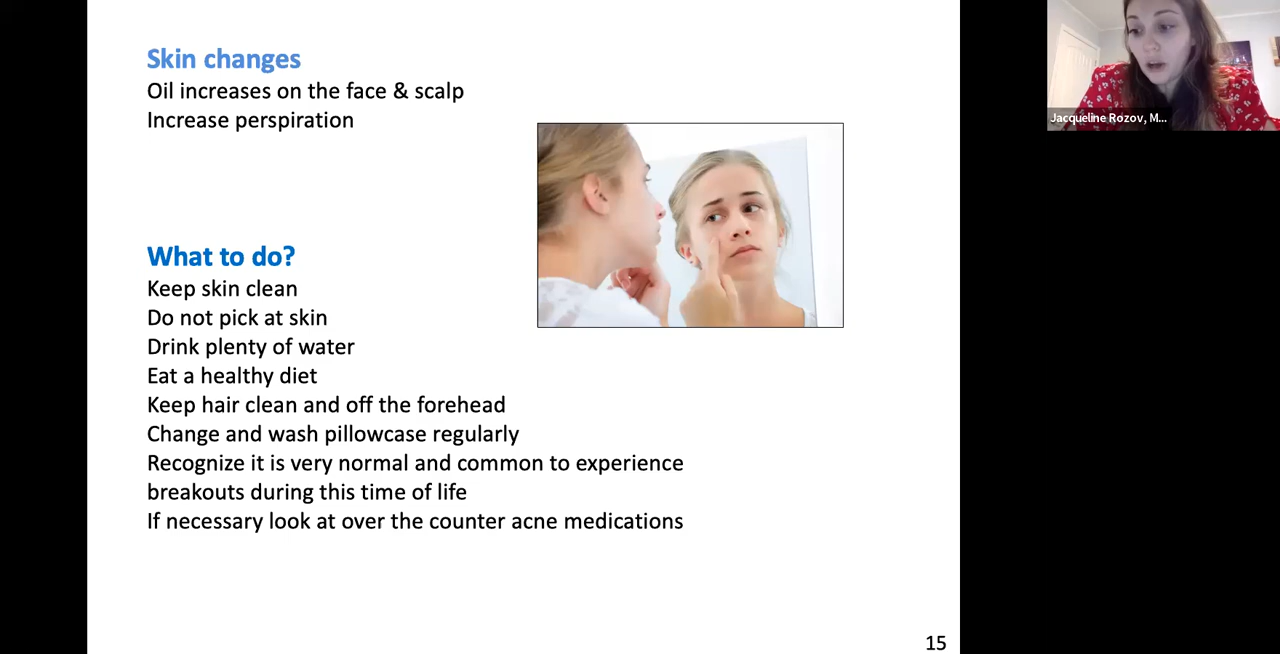 Skin changes
Oil increases on the face & scalp
Increase perspiration
What to do?
Keep skin clean
Do not pick at skin
Drink plenty of water
Eat a healthy diet
Keep hair clean and off the forehead
Change and wash pillowcase regularly
Recognize it is very normal and common to experience
breakouts during this time of life
If necessary look at over the counter acne medications
15
Jacqueline Rozov, M...